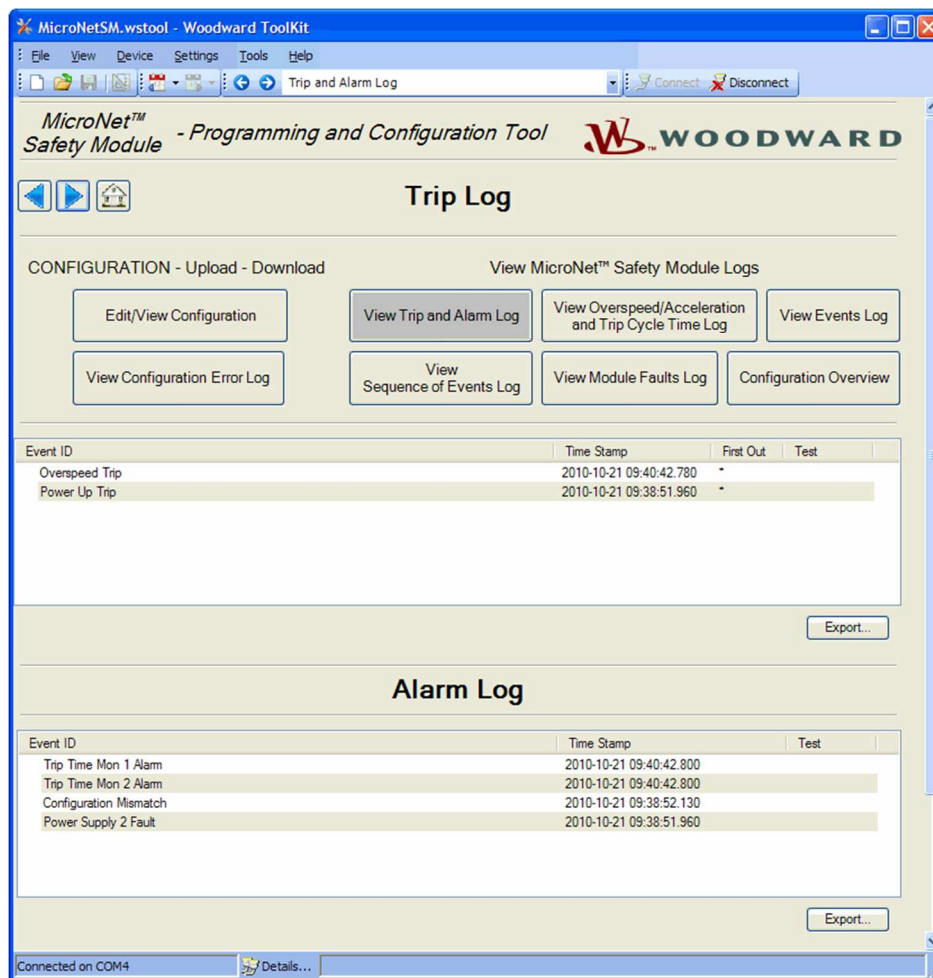 MicroNetSM.wstool - Woodward ToolKit
File View Device Settings Tools Help
Trip and Alarm Log Connect Disconnect
MicroNet™
Safety Module - Programming and Configuration Tool
WOODWARD
Trip Log
CONFIGURATION - Upload - Download View MicroNet™ Safety Module Logs
Edit/View Configuration
View Trip and Alarm Log
View Overspeed/Acceleration
and Trip Cycle Time Log
View Events Log
View Configuration Error Log
View
Sequence of Events Log
View Module Faults Log
Configuration Overview
Event ID Time Stamp First Out Test
Overspeed Trip 2010-10-21 09:40:42.780 *
Power Up Trip 2010-10-21 09:38:51.960 *
Export...
Alarm Log
Event ID Time Stamp Test
Trip Time Mon 1 Alarm 2010-10-21 09:40:42.800
Trip Time Mon 2 Alarm 2010-10-21 09:40:42.800
Configuration Mismatch 2010-10-21 09:38:52.130
Power Supply 2 Fault 2010-10-21 09:38:51.960
Export...
Connected on COM4 Details...